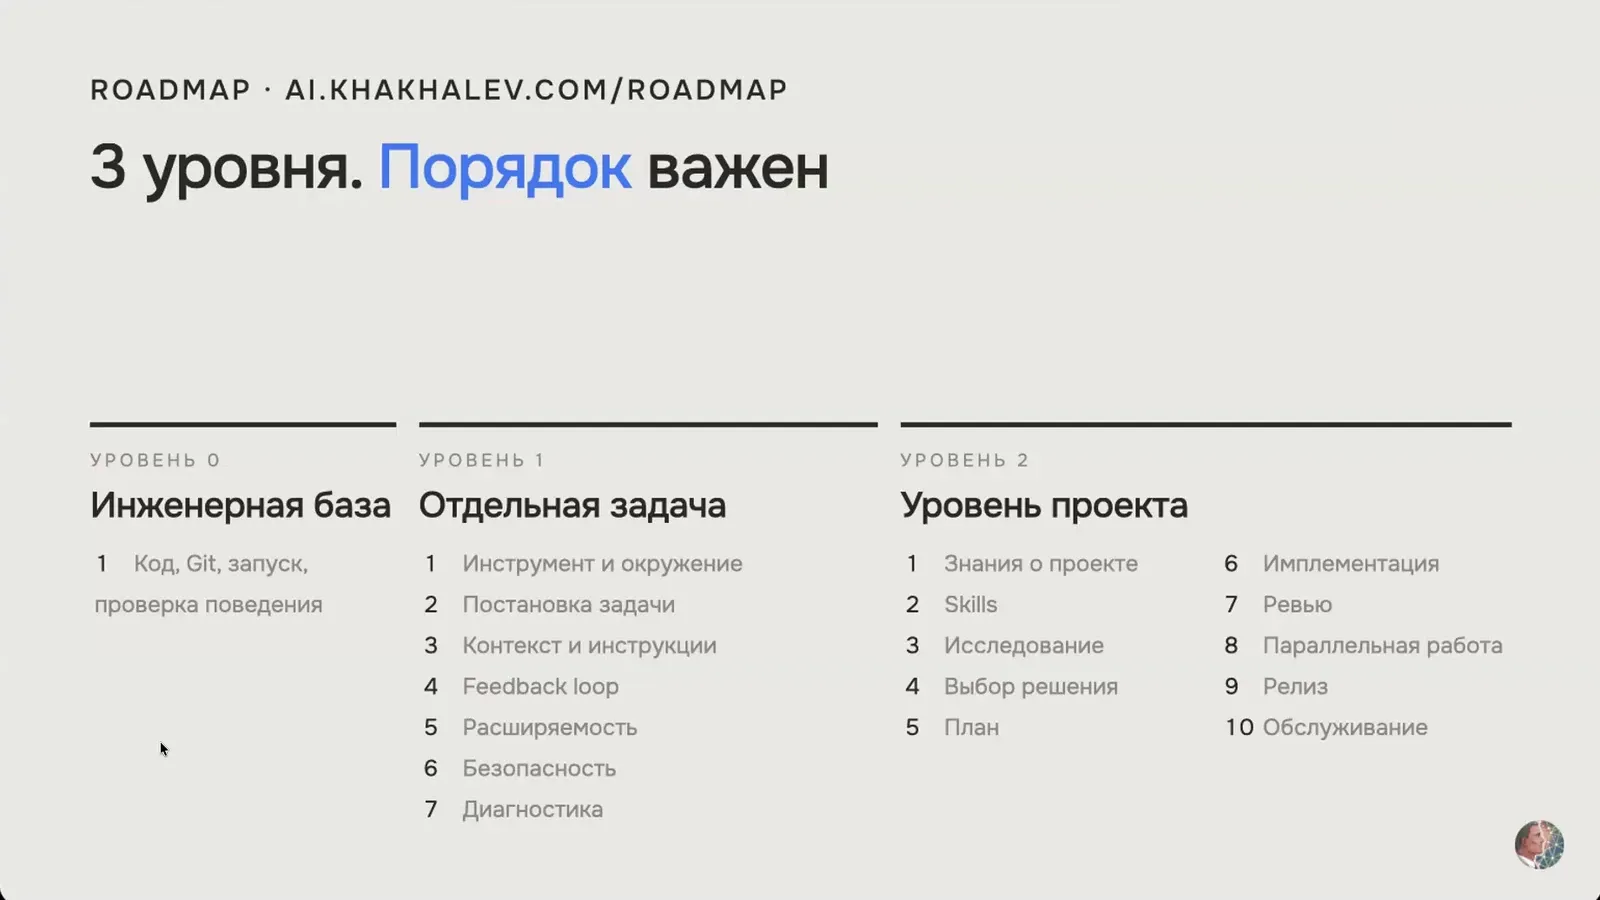 ROADMAP · AI.KHAKHALEV.COM/ROADMAP
3 уровня. Порядок важен
УРОВЕНЬ 0
Инженерная база
1 Код, Git, запуск,
проверка поведения
УРОВЕНЬ 1
Отдельная задача
1 Инструмент и окружение
2 Постановка задачи
3 Контекст и инструкции
4 Feedback loop
5 Расширяемость
6 Безопасность
7 Диагностика
УРОВЕНЬ 2
Уровень проекта
1 Знания о проекте
2 Skills
3 Исследование
4 Выбор решения
5 План
6 Имплементация
7 Ревью
8 Параллельная работа
9 Релиз
10 Обслуживание